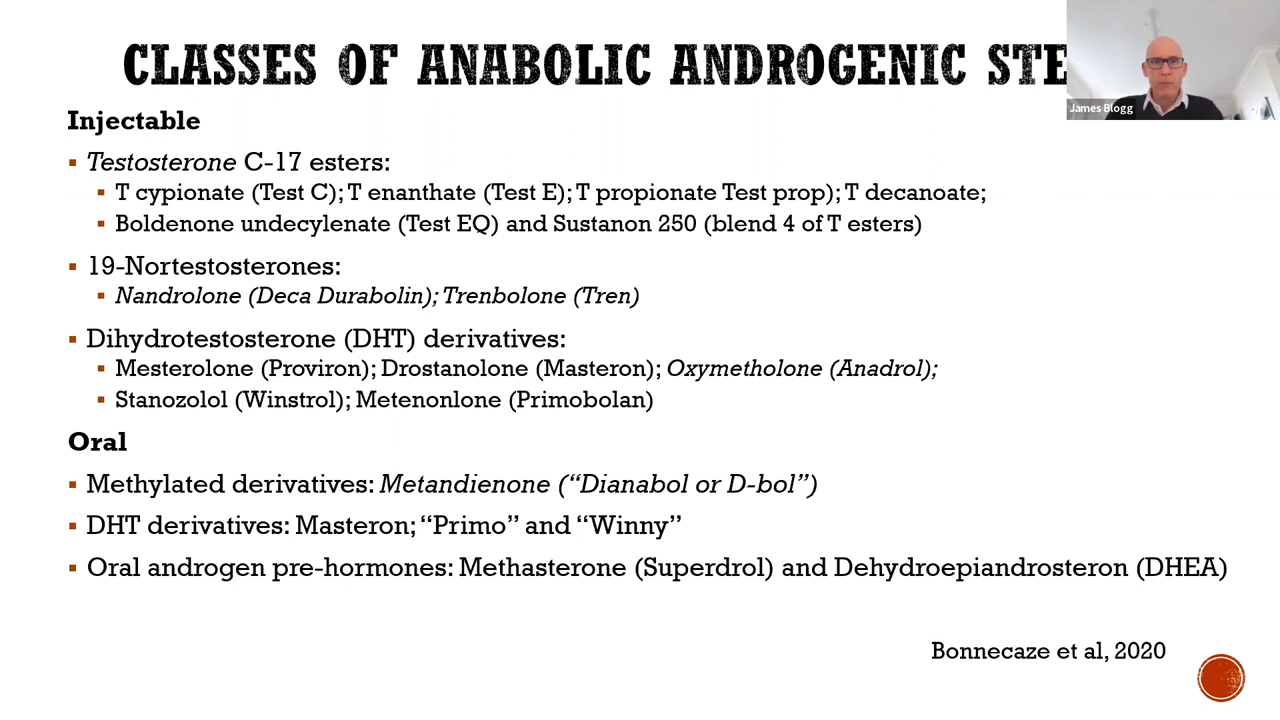 CLASSES OF ANABOLIC ANDROGENIC STE
James Blogg
Injectable
Testosterone C-17 esters:
T cypionate (Test C); T enanthate (Test E); T propionate Test prop); T decanoate;
Boldenone undecylenate (Test EQ) and Sustanon 250 (blend 4 of T esters)
19-Nortestosterones:
Nandrolone (Deca Durabolin); Trenbolone (Tren)
Dihydrotestosterone (DHT) derivatives:
Mesterolone (Proviron); Drostanolone (Masteron); Oxymetholone (Anadrol);
Stanozolol (Winstrol); Metenonlone (Primobolan)
Oral
Methylated derivatives: Metandienone (“Dianabol or D-bol”)
DHT derivatives: Masteron; “Primo” and “Winny”
Oral androgen pre-hormones: Methasterone (Superdrol) and Dehydroepiandrosteron (DHEA)
Bonnecaze et al, 2020